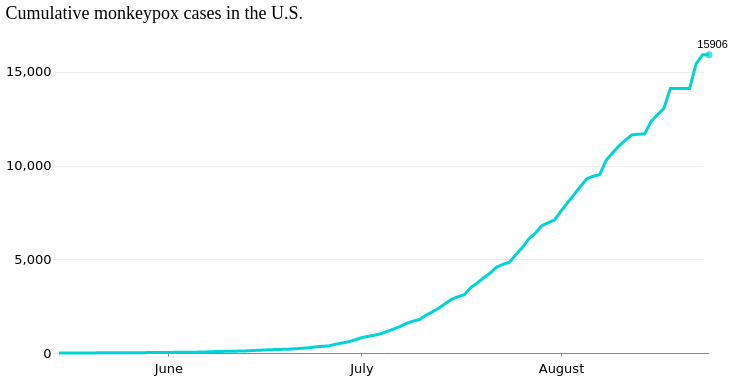 Cumulative monkeypox cases in the U.S.
15906
15,000
10,000
5,000
0
June July August